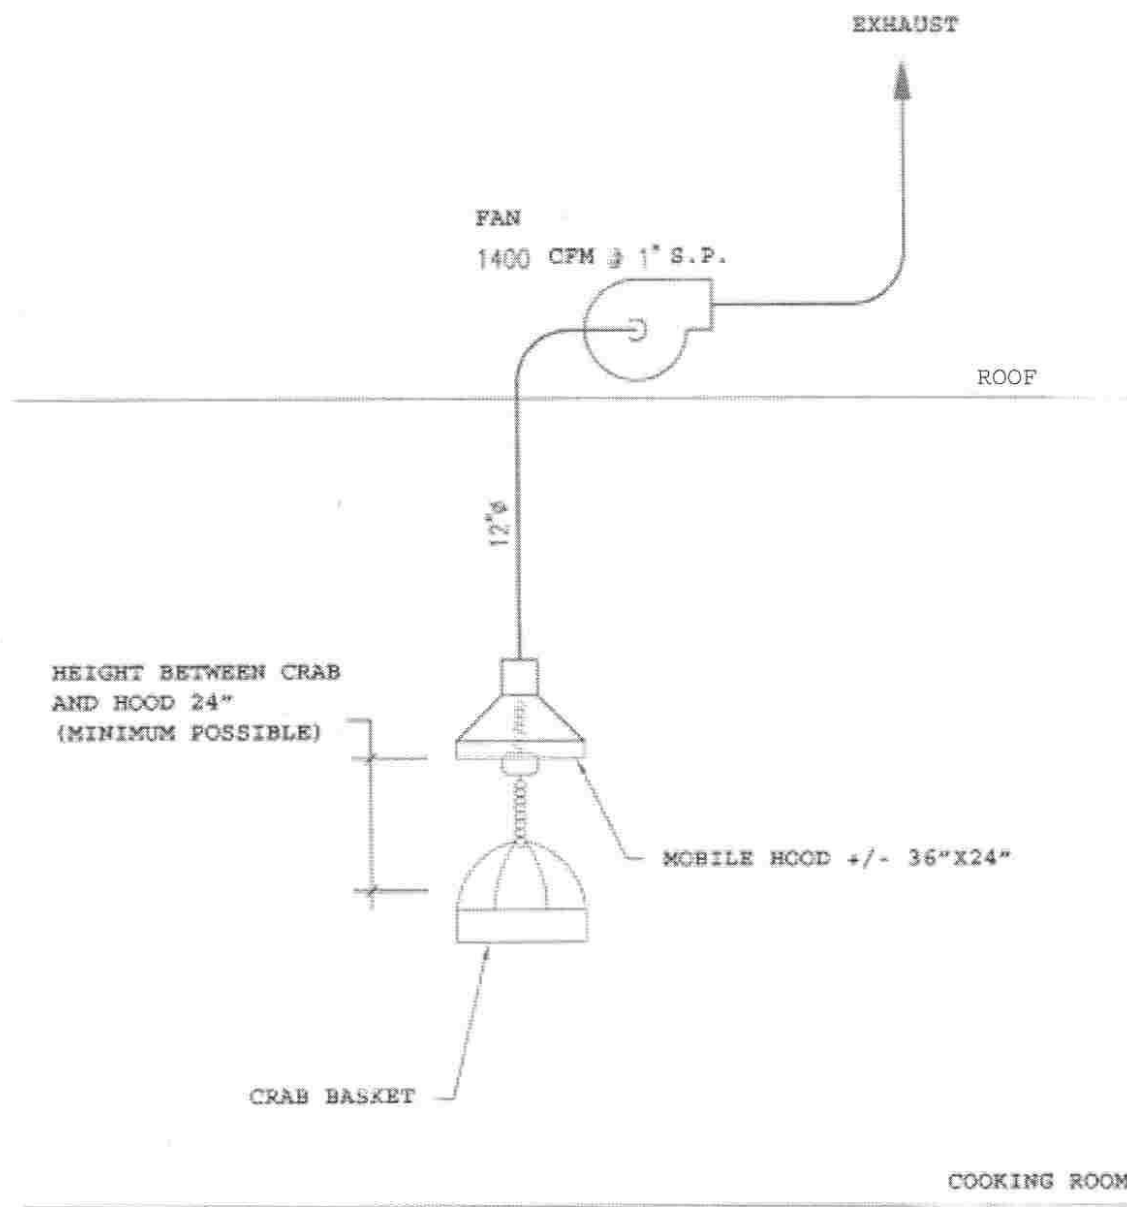 EXHAUST
FAN
1400 CFM @ 1" S.P.
ROOF
12"ø
HEIGHT BETWEEN CRAB
AND HOOD 24"
(MINIMUM POSSIBLE)
MOBILE HOOD +/- 36"X24"
CRAB BASKET
COOKING ROOM